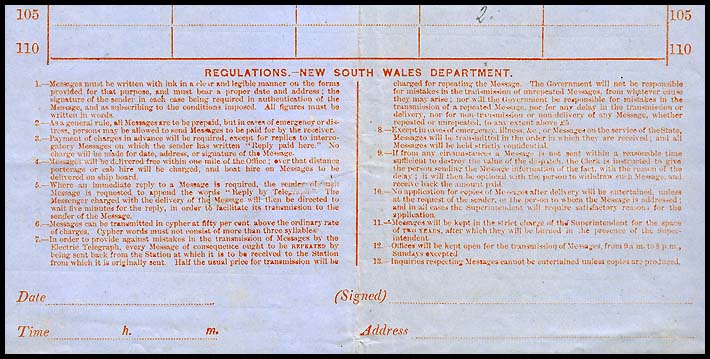 105 2. 105
110 110
REGULATIONS.—NEW SOUTH WALES DEPARTMENT.
1.—Messages must be written with ink in a clear and legible manner on the forms
provided for that purpose, and must bear a proper date and address; the
signature of the sender in each case being required in authentication of the
Message, and as subscribing to the conditions imposed. All figures must be
written in words.
2.—As a general rule, all Messages are to be prepaid, but in cases of emergency or dis-
tress, persons may be allowed to send Messages to be paid for by the receiver.
3.—Payment of charges in advance will be required, except for replies to interro-
gatory Messages on which the sender has written "Reply paid here." No
charge will be made for date, address, or signature of the Message.
4.—Messages will be delivered free within one mile of the Office; over that distance
porterage or cab hire will be charged, and boat hire on Messages to be
delivered on ship board.
5.—Where an immediate reply to a Message is required, the sender of such
Message is requested to append the words "Reply by The
Messenger charged with the delivery of the Message will then be directed to
wait five minutes for the reply, in order to facilitate its transmission to the
sender of the Message.
6.—Messages can be transmitted in cypher at fifty per cent. above the ordinary rate
of charges. Cypher words must not consist of more than three syllables.
7.—In order to provide against mistakes in the transmission of Messages by the
Electric Telegraph, every Message of consequence ought to be REPEATED by
being sent back from the Station at which it is to be received to the Station
from which it is originally sent. Half the usual price for transmission will be
charged for repeating the Message. The Government will not be responsible
for mistakes in the transmission of unrepeated Messages, from whatever cause
they may arise; nor will the Government be responsible for mistakes in the
transmission of a repeated Message, nor for any delay in the transmission or
delivery, nor for non-transmission or non-delivery of any Message, whether
repeated or unrepeated, to any extent above £5.
8.—Except in cases of emergency, illness, &c., or Messages on the service of the State,
Messages will be transmitted in the order in which they are received; and all
Messages will be held strictly confidential.
9.—If from any circumstances a Message is not sent within a reasonable time
sufficient to destroy the value of the despatch, the Clerk is instructed to give
the persons sending the Message information of the fact, with the reason of the
delay; it will then be optional with the person to withdraw such Message, and
receive back the amount paid.
10.—No application for copies of Messages after delivery will be entertained, unless
at the request of the sender, or the person to whom the Message is addressed;
and in all cases the Superintendent will require satisfactory reasons for the
application.
11.—Messages will be kept in the strict charge of the Superintendent for the space
of TWO YEARS, after which they will be burned in the presence of the Super-
intendent.
12.—Offices will be kept open for the transmission of Messages, from 9 a.m. to 8 p.m.,
Sundays excepted
13.—Inquiries respecting Messages cannot be entertained unless copies are produced.
Date (Signed)
Time h. m. Address